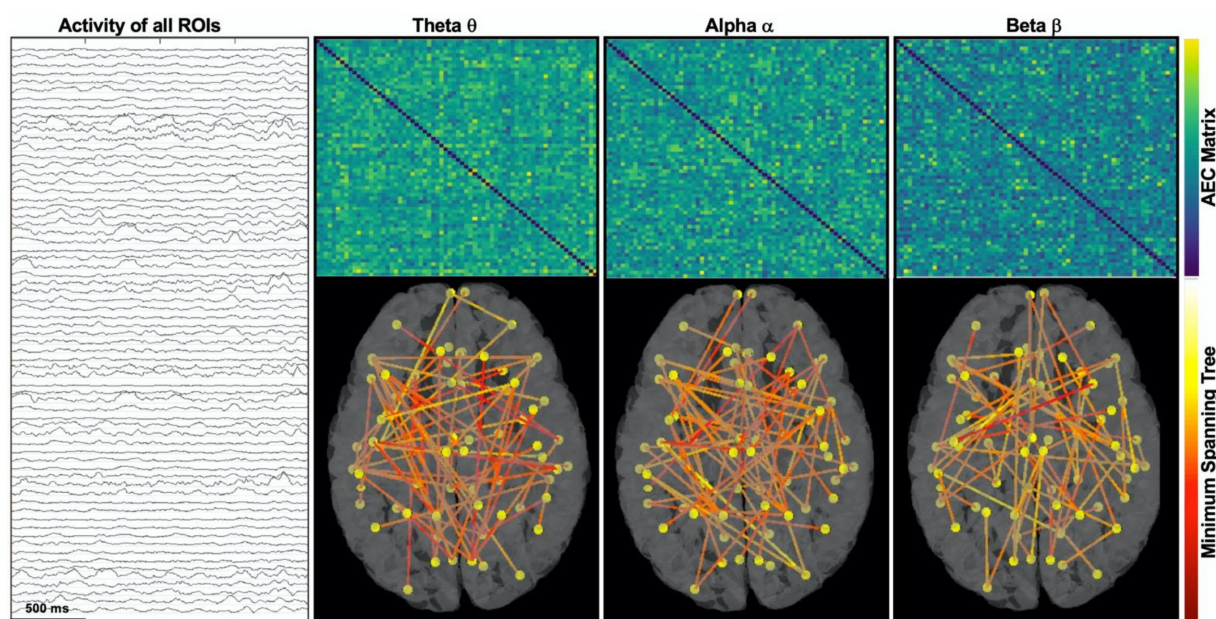 Activity of all ROIs
Theta θ
Alpha α
Beta β
AEC Matrix
Minimum Spanning Tree
500 ms